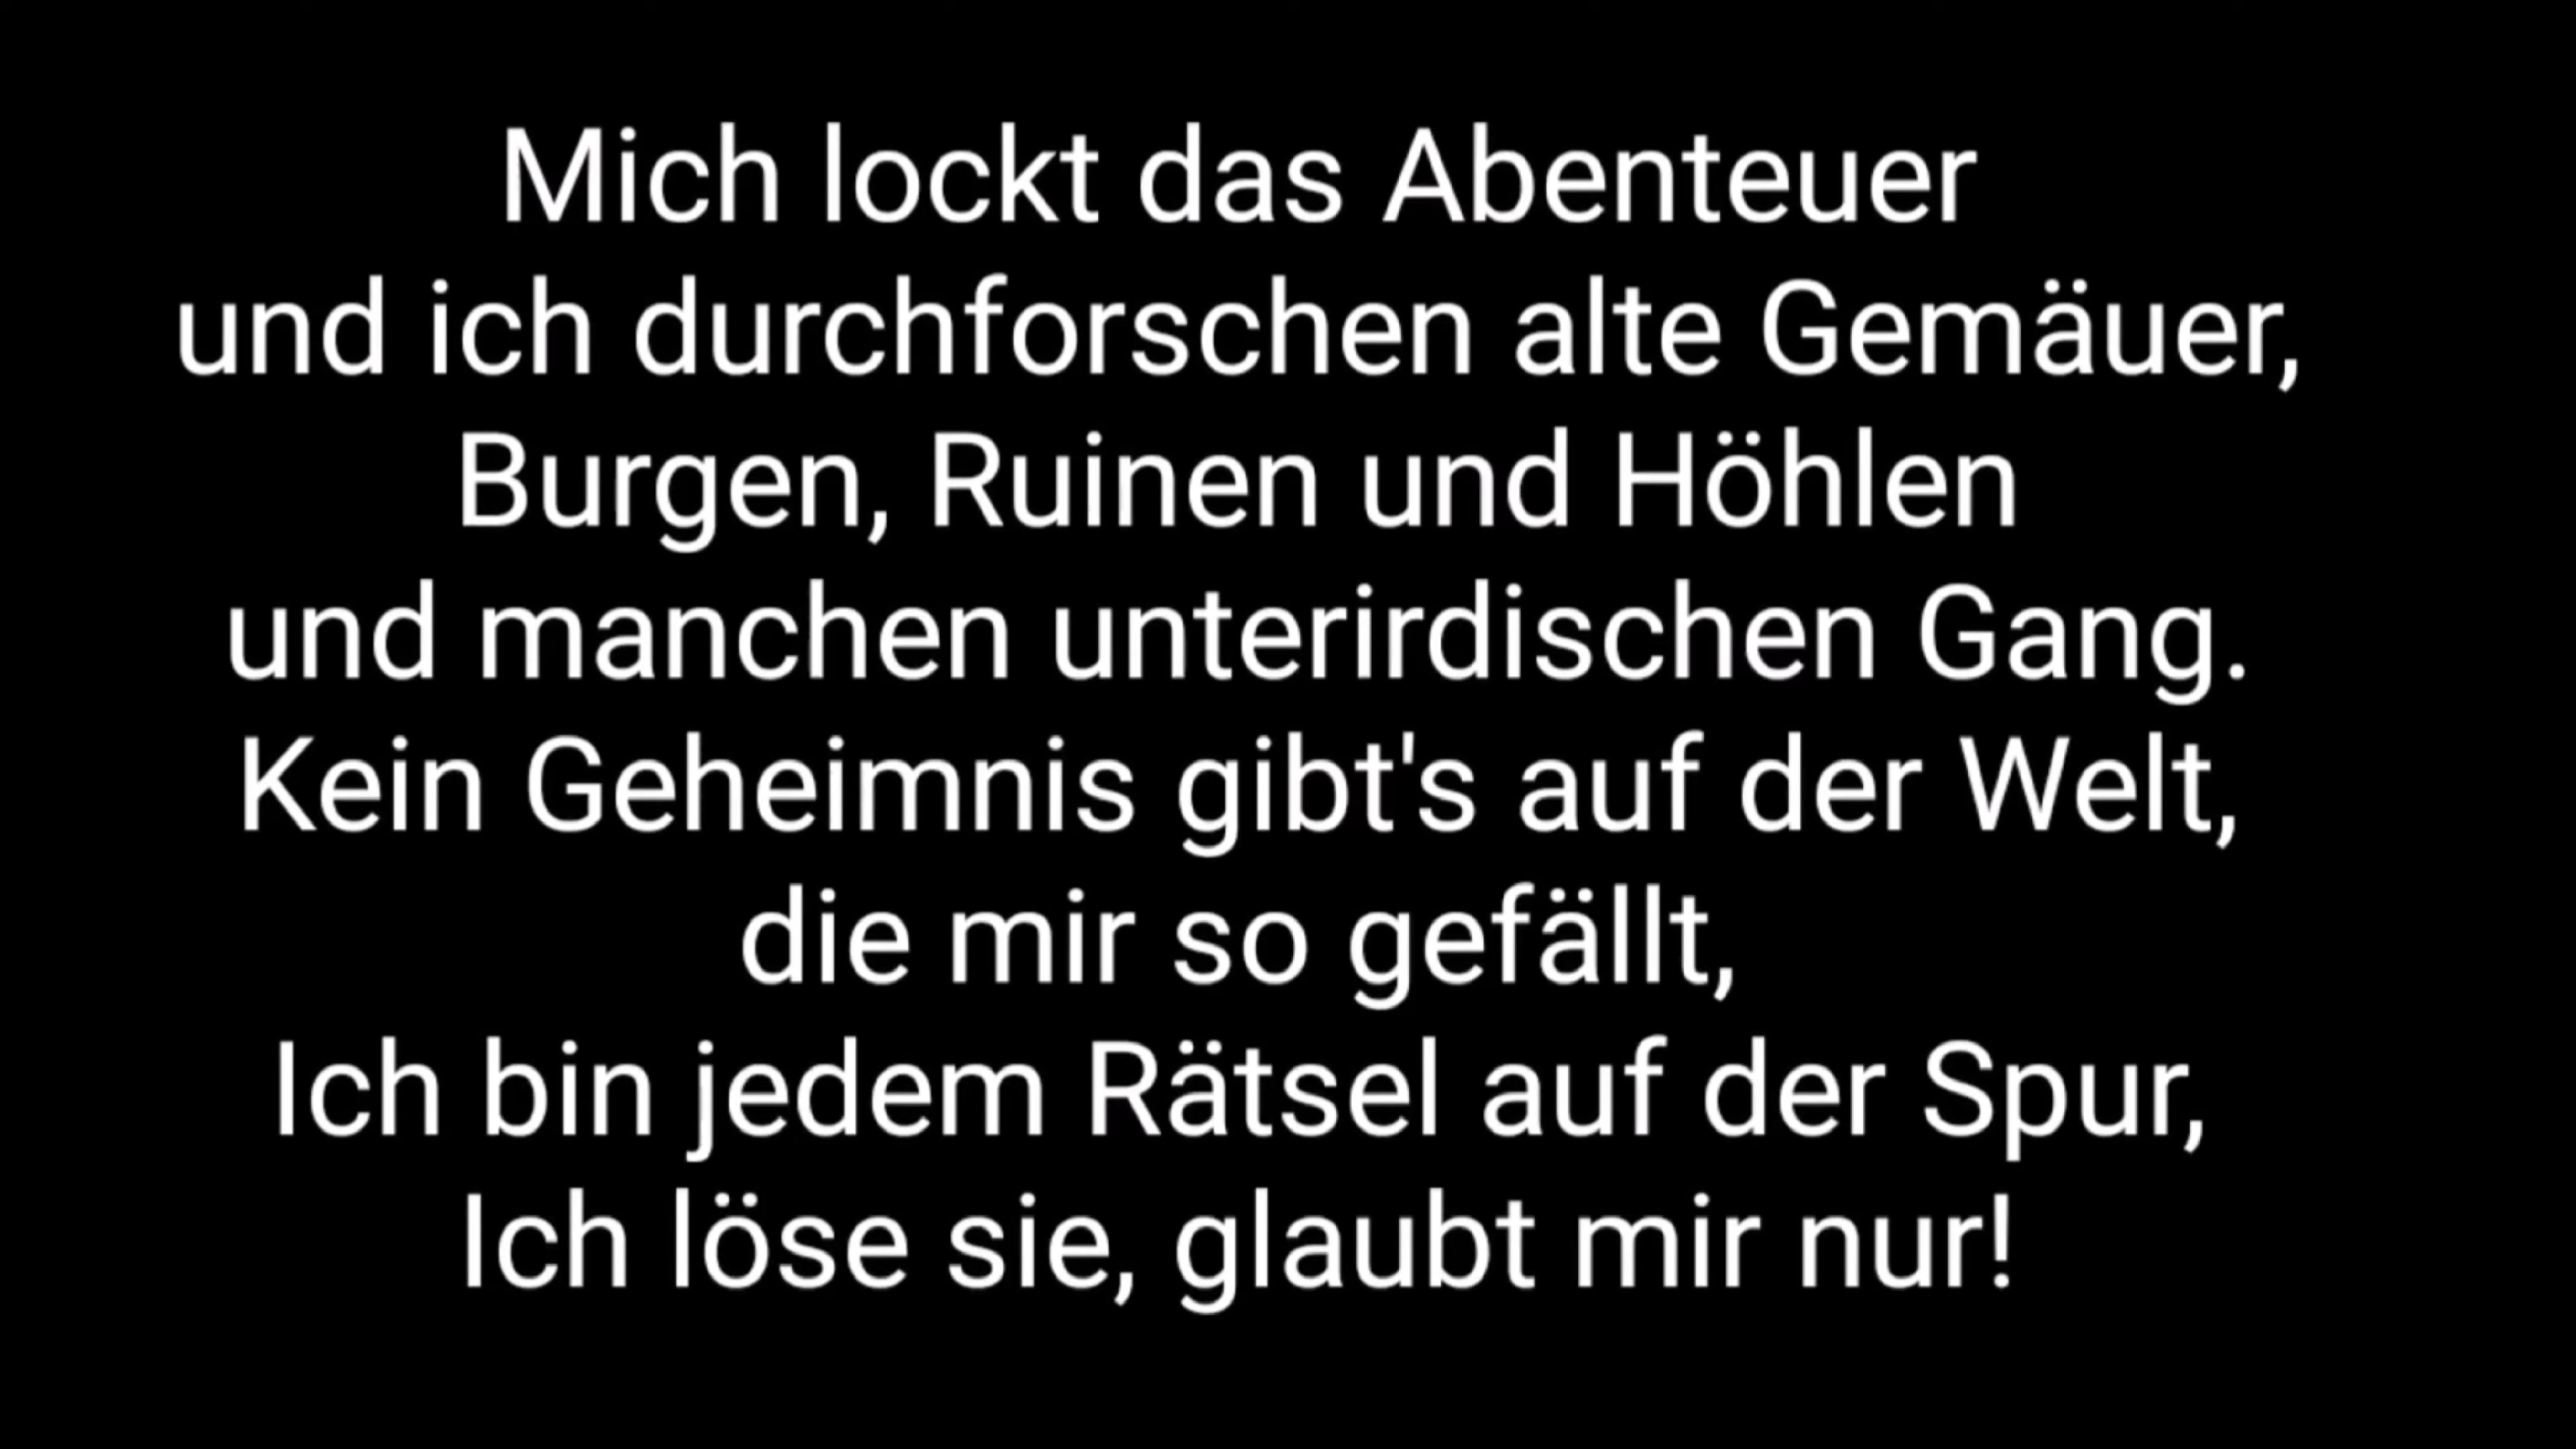 Mich lockt das Abenteuer
und ich durchforschen alte Gemäuer,
Burgen, Ruinen und Höhlen
und manchen unterirdischen Gang.
Kein Geheimnis gibt's auf der Welt,
die mir so gefällt,
Ich bin jedem Rätsel auf der Spur,
Ich löse sie, glaubt mir nur!